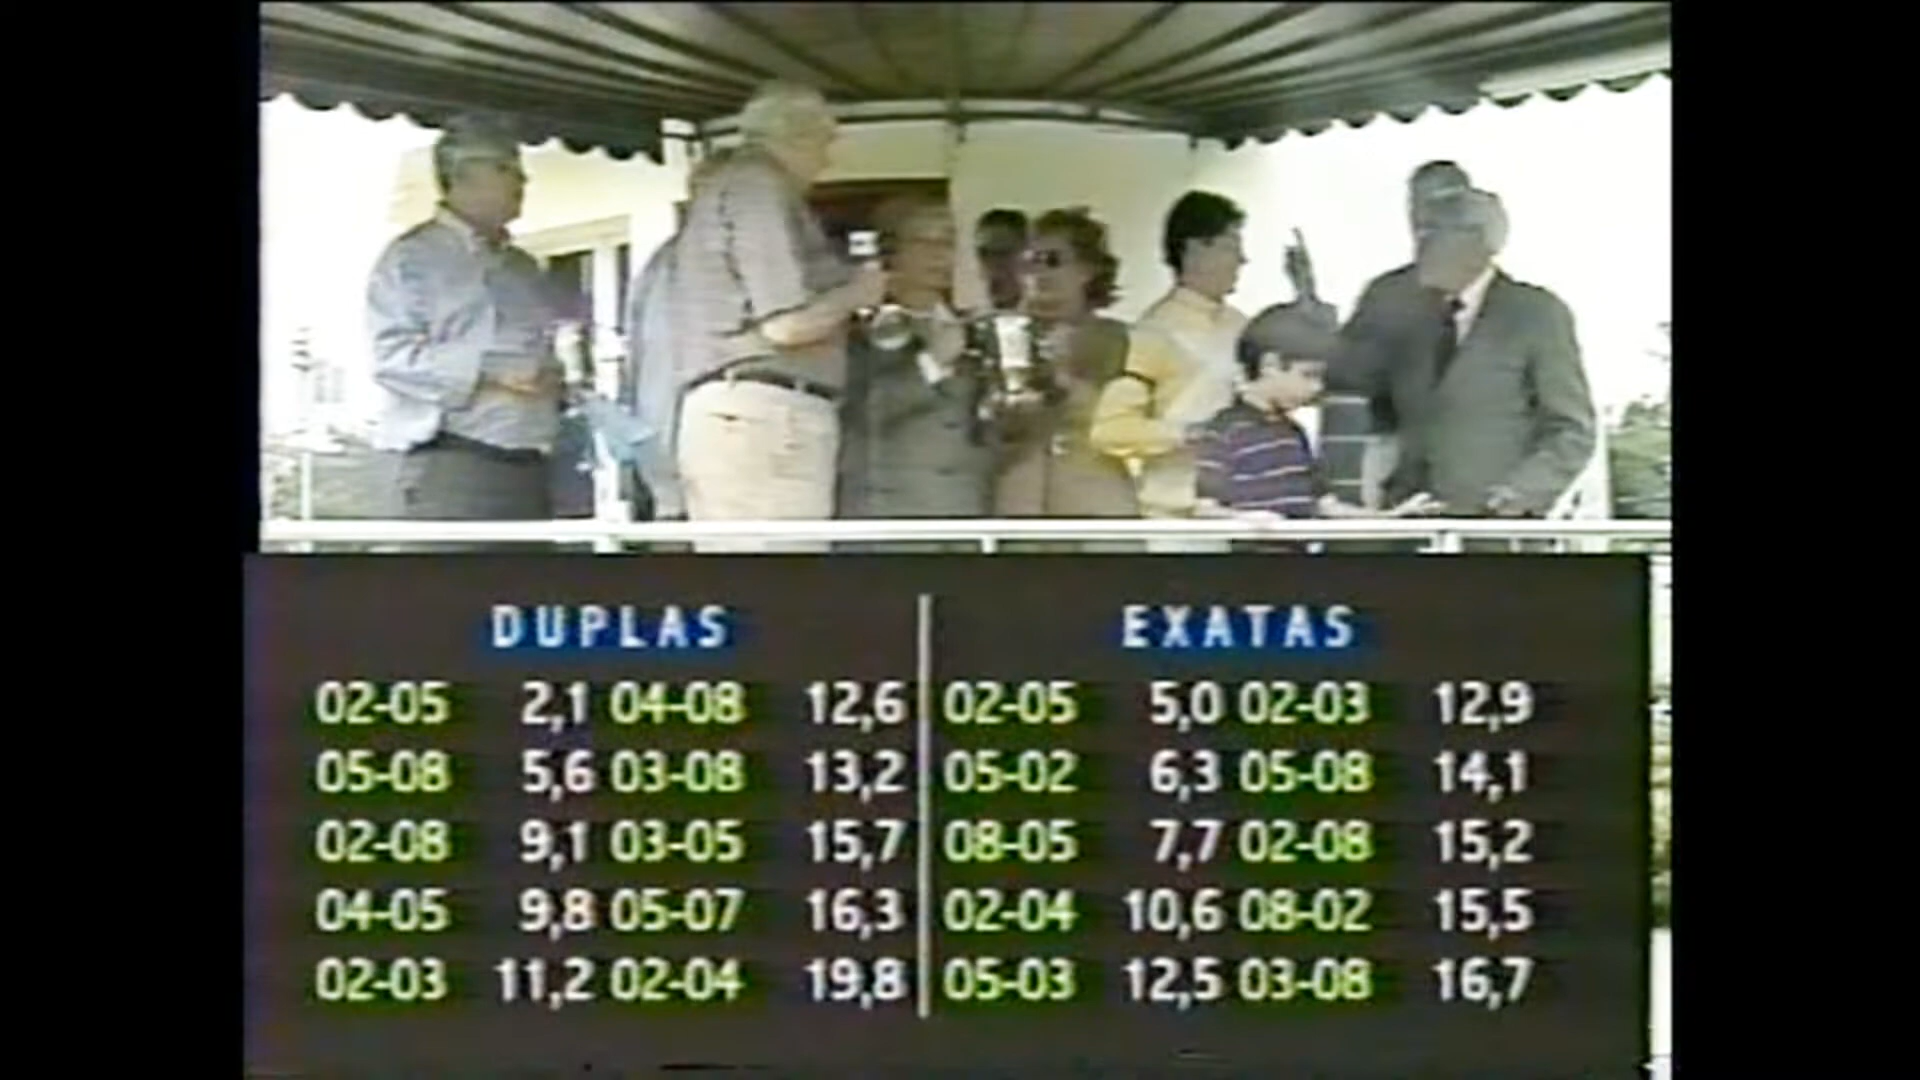 DUPLAS EXATAS
02-05 2,1 04-08 12,6 02-05 5,0 02-03 12,9
05-08 5,6 03-08 13,2 05-02 6,3 05-08 14,1
02-08 9,1 03-05 15,7 08-05 7,7 02-08 15,2
04-05 9,8 05-07 16,3 02-04 10,6 08-02 15,5
02-03 11,2 02-04 19,8 05-03 12,5 03-08 16,7